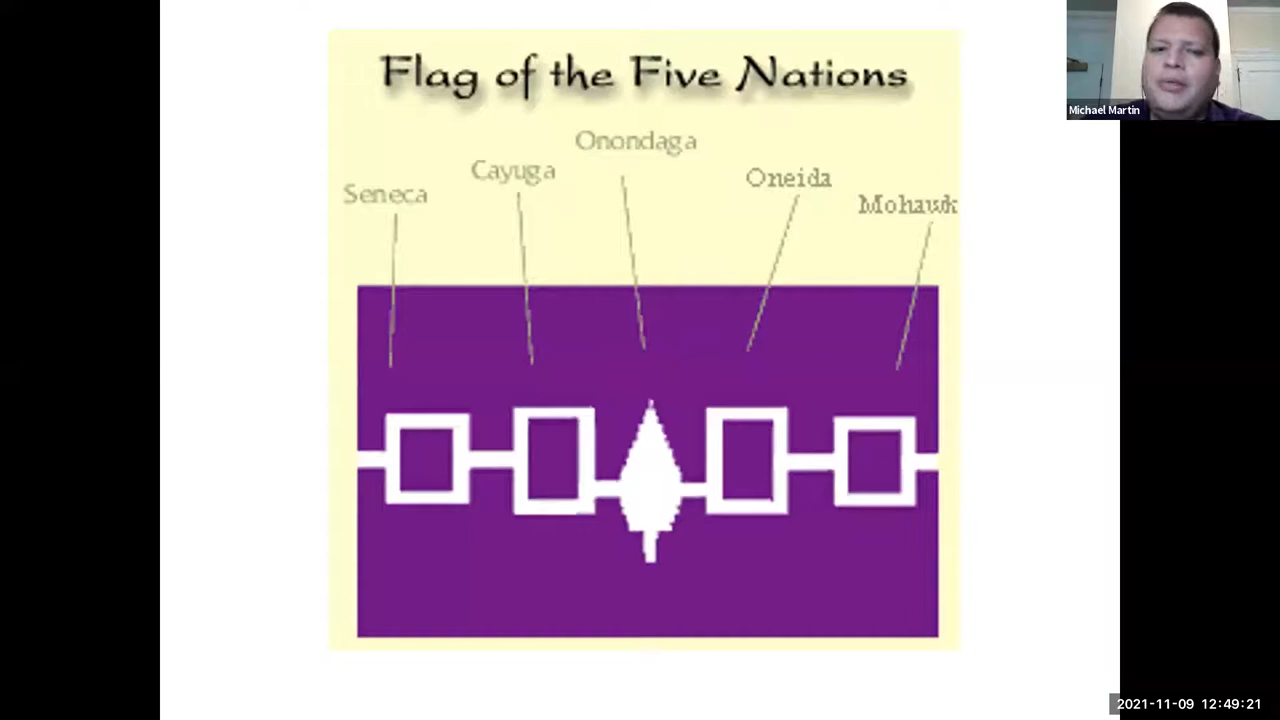 Flag of the Five Nations
Onondaga
Cayuga
Oneida
Seneca
Mohawk
Michael Martin
2021-11-09 12:49:21